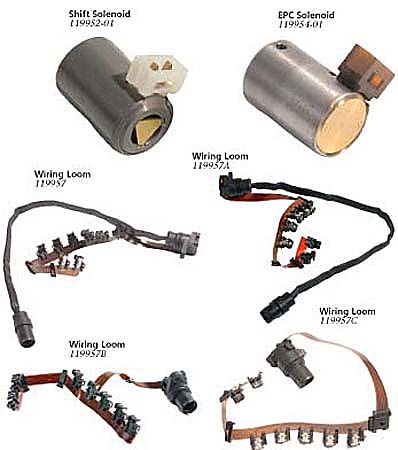 Shift Solenoid
119952-01
EPC Solenoid
119954-01
Wiring Loom
119957
Wiring Loom
119957A
Wiring Loom
119957B
Wiring Loom
119957C